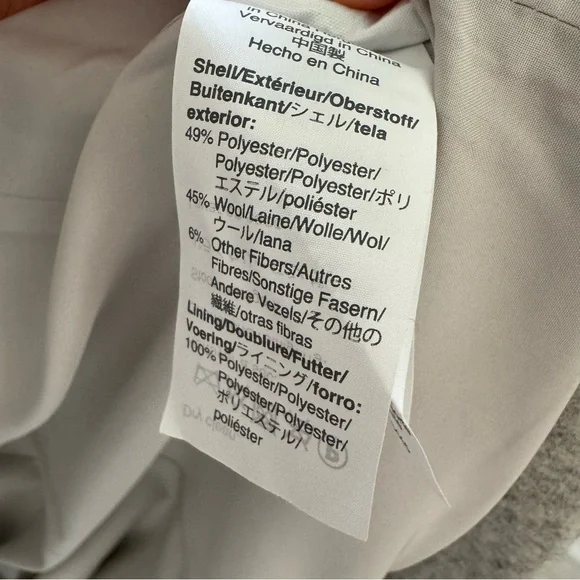 in China
Vervaardigd in China
中国製
Hecho en China
Shell/Extérieur/Oberstoff/
Buitenkant/シェル/tela
exterior:
49% Polyester/Polyester/
Polyester/Polyester/ポリ
エステル/poliéster
45% Wool/Laine/Wolle/Wol/
ウール/lana
6% Other Fibers/Autres
Fibres/Sonstige Fasern/
Andere Vezels/その他の
繊維/otras fibras
Lining/Doublure/Futter/
Voering/ライニング/forro:
100% Polyester/Polyester/
Polyester/Polyester/
ポリエステル/
poliéster
Dry clean